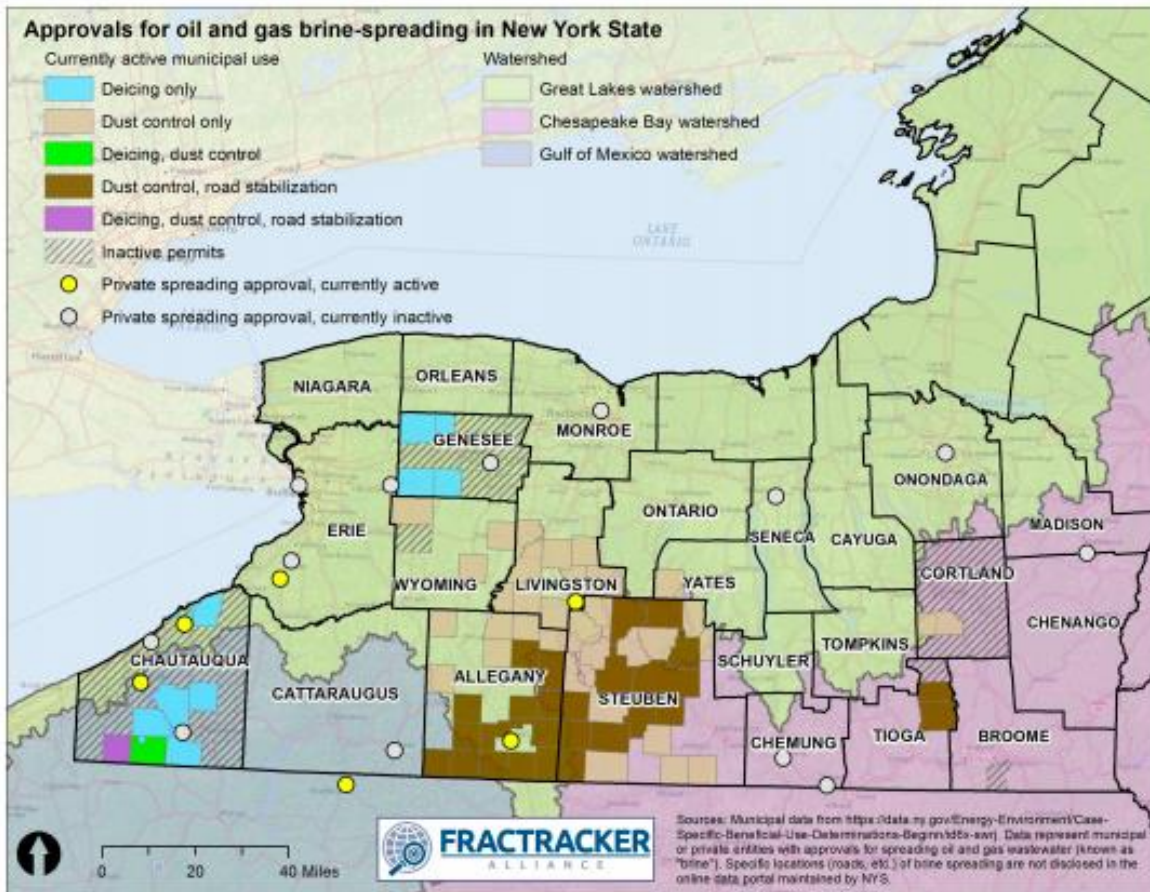 Approvals for oil and gas brine-spreading in New York State
Currently active municipal use
Deicing only
Dust control only
Deicing, dust control
Dust control, road stabilization
Deicing, dust control, road stabilization
Inactive permits
Private spreading approval, currently active
Private spreading approval, currently inactive
Watershed
Great Lakes watershed
Chesapeake Bay watershed
Gulf of Mexico watershed
LAKE
ONTARIO
NIAGARA
ORLEANS
GENESEE
MONROE
ONONDAGA
ONTARIO
SENECA
MADISON
ERIE
CAYUGA
CORTLAND
WYOMING
LIVINGSTON
YATES
CHENANGO
CHAUTAUQUA
TOMPKINS
CATTARAUGUS
ALLEGANY
SCHUYLER
STEUBEN
CHEMUNG
TIOGA
BROOME
0 20 40 Miles
FRACTRACKER
ALLIANCE
Sources: Municipal data from https://data.ny.gov/Energy-Environment/Case-
Specific-Beneficial-Use-Determinations-Beginn
Data represent municipal
or private entities with approvals for spreading oil and gas wastewater (known as
"brine"). Specific locations (roads, etc.) of brine spreading are not disclosed in the
online data portal maintained by NYS.